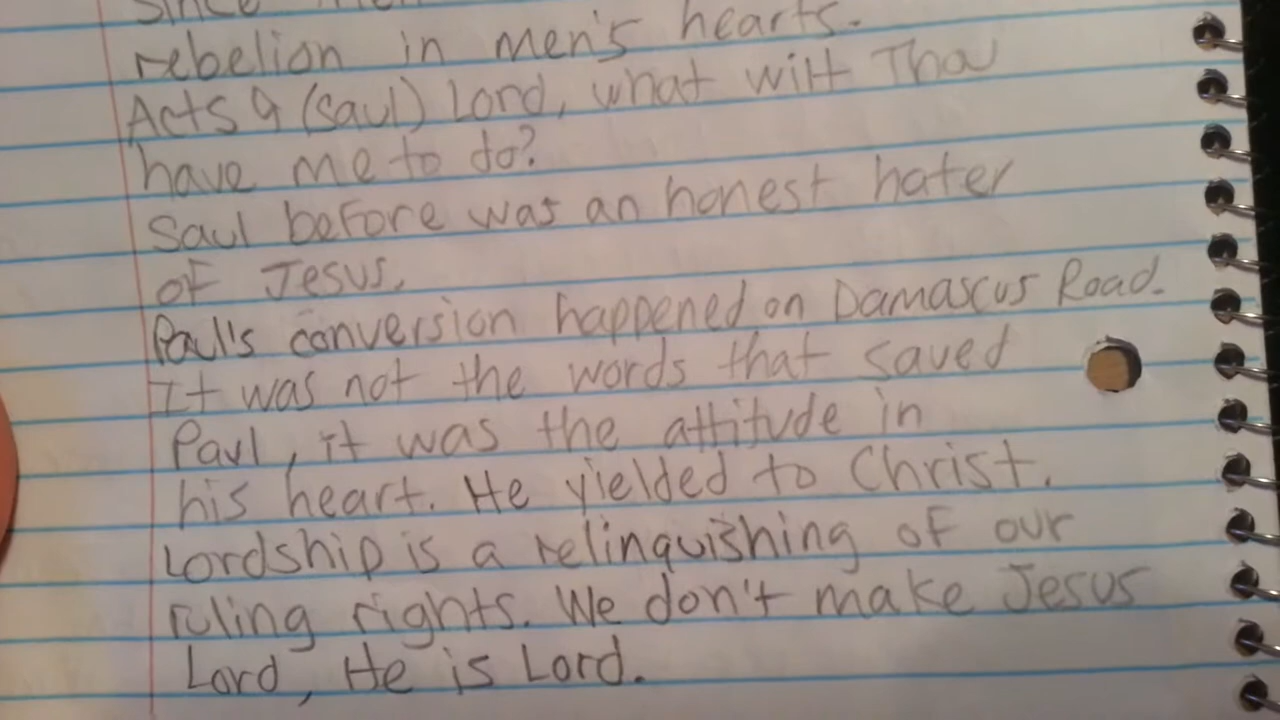 since
rebelion in men's hearts.
Acts 9 (Saul) Lord, what wilt Thou
have me to do?
Saul before was an honest hater
of Jesus.
Paul's conversion happened on Damascus Road.
It was not the words that saved
Paul, it was the attitude in
his heart. He yielded to Christ.
Lordship is a relinquishing of our
ruling rights. We don't make Jesus
Lord, He is Lord.